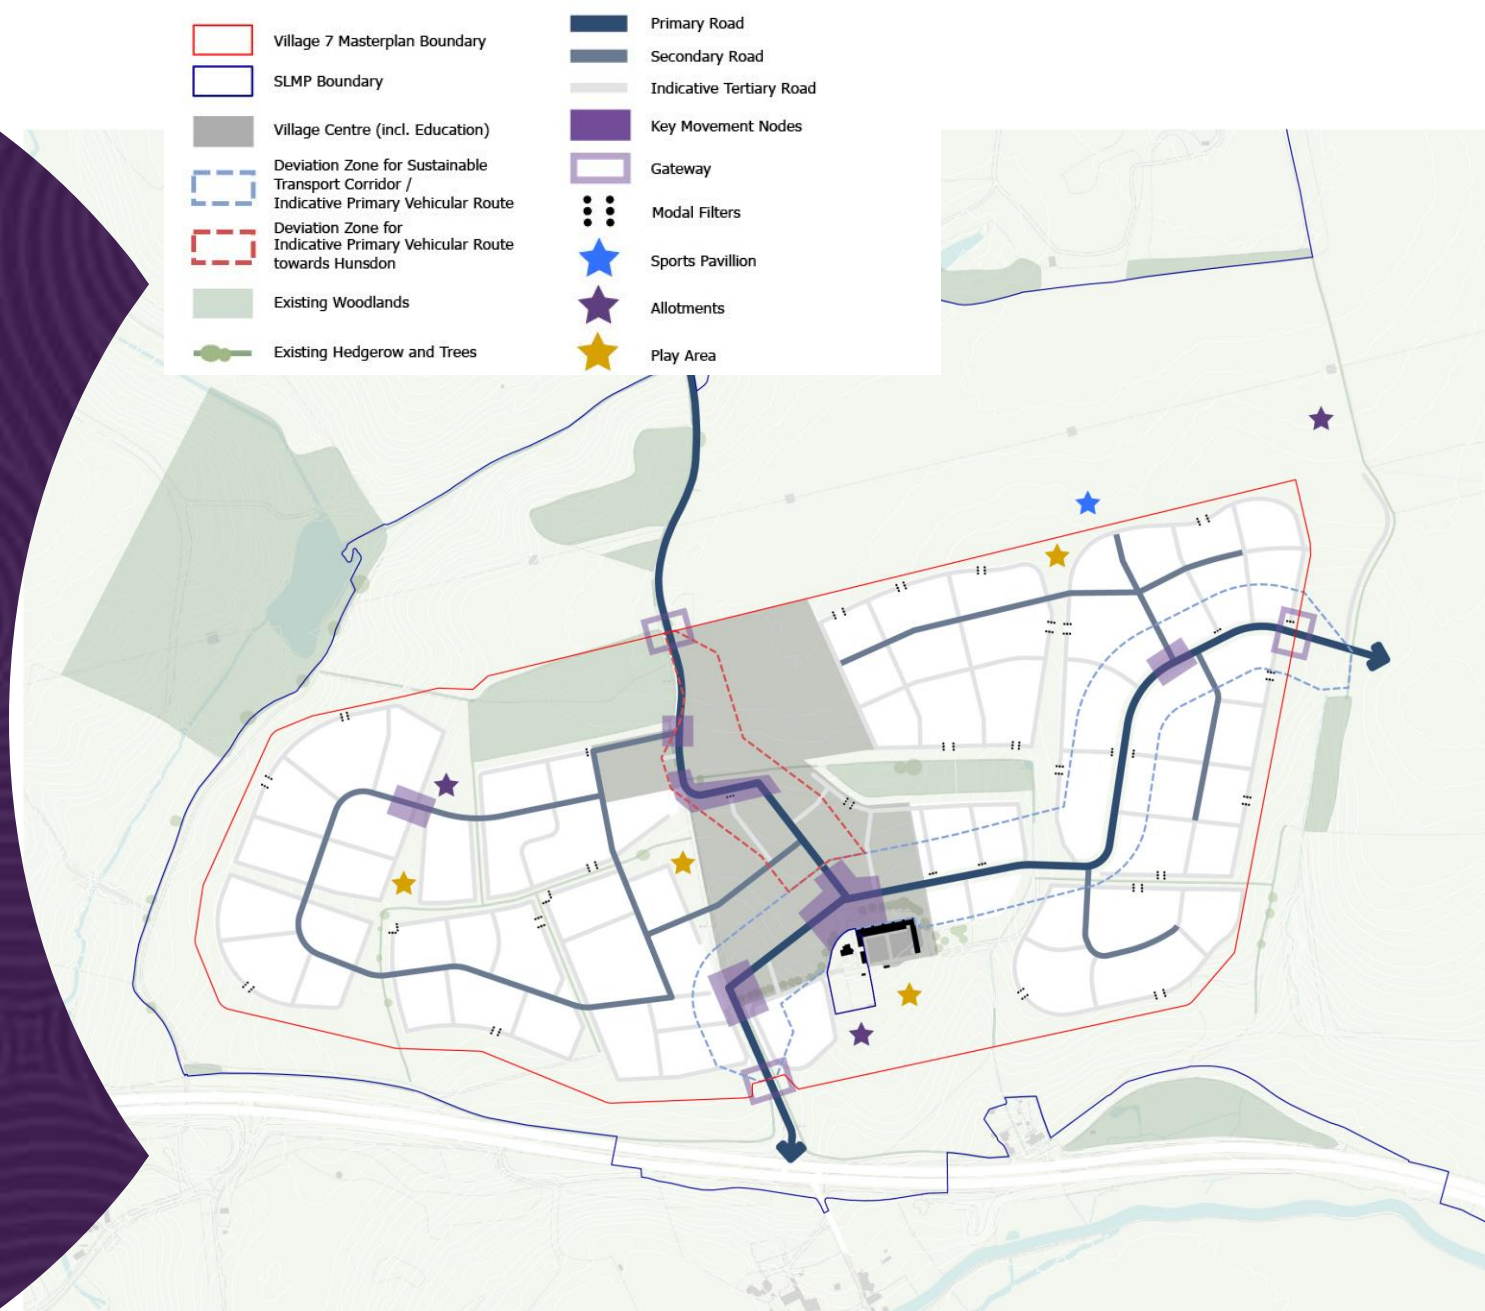 Village 7 Masterplan Boundary
SLMP Boundary
Village Centre (incl. Education)
Deviation Zone for Sustainable
Transport Corridor /
Indicative Primary Vehicular Route
Deviation Zone for
Indicative Primary Vehicular Route
towards Hunsdon
Existing Woodlands
Existing Hedgerow and Trees
Primary Road
Secondary Road
Indicative Tertiary Road
Key Movement Nodes
Gateway
Modal Filters
Sports Pavillion
Allotments
Play Area